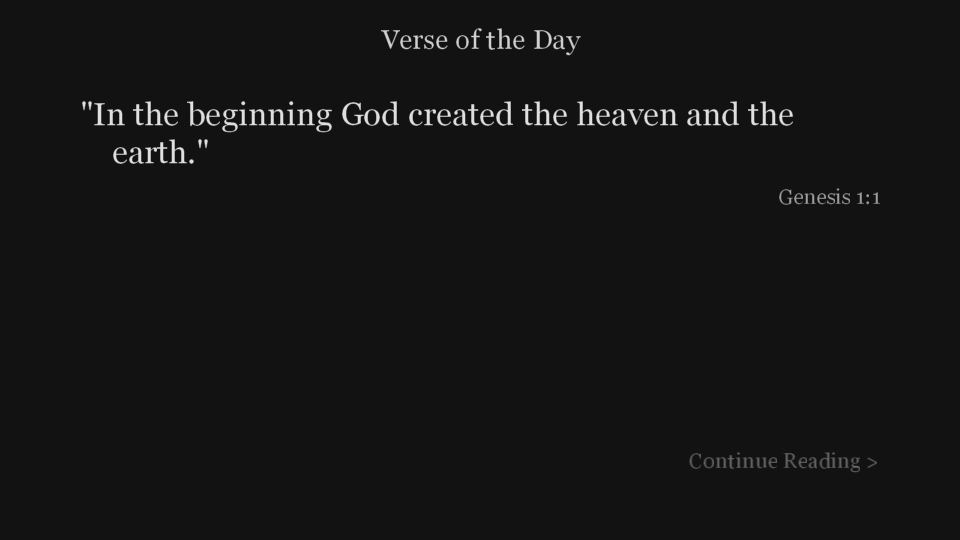 Verse of the Day
"In the beginning God created the heaven and the
earth."
Genesis 1:1
Continue Reading >